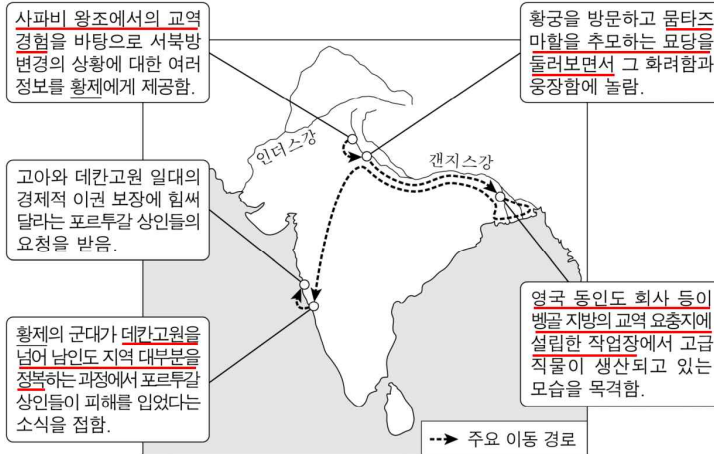 사파비 왕조에서의 교역
경험을 바탕으로 서북방
변경의 상황에 대한 여러
정보를 황제에게 제공함.
황궁을 방문하고 뭄타즈
마할을 추모하는 묘당을
둘러보면서 그 화려함과
웅장함에 놀람.
인더스강
갠지스강
고아와 데칸고원 일대의
경제적 이권 보장에 힘써
달라는 포르투갈 상인들의
요청을 받음.
황제의 군대가 데칸고원을
넘어 남인도 지역 대부분을
정복하는 과정에서 포르투갈
상인들이 피해를 입었다는
소식을 접함.
영국 동인도 회사 등이
벵골 지방의 교역 요충지에
설립한 작업장에서 고급
직물이 생산되고 있는
모습을 목격함.
주요 이동 경로